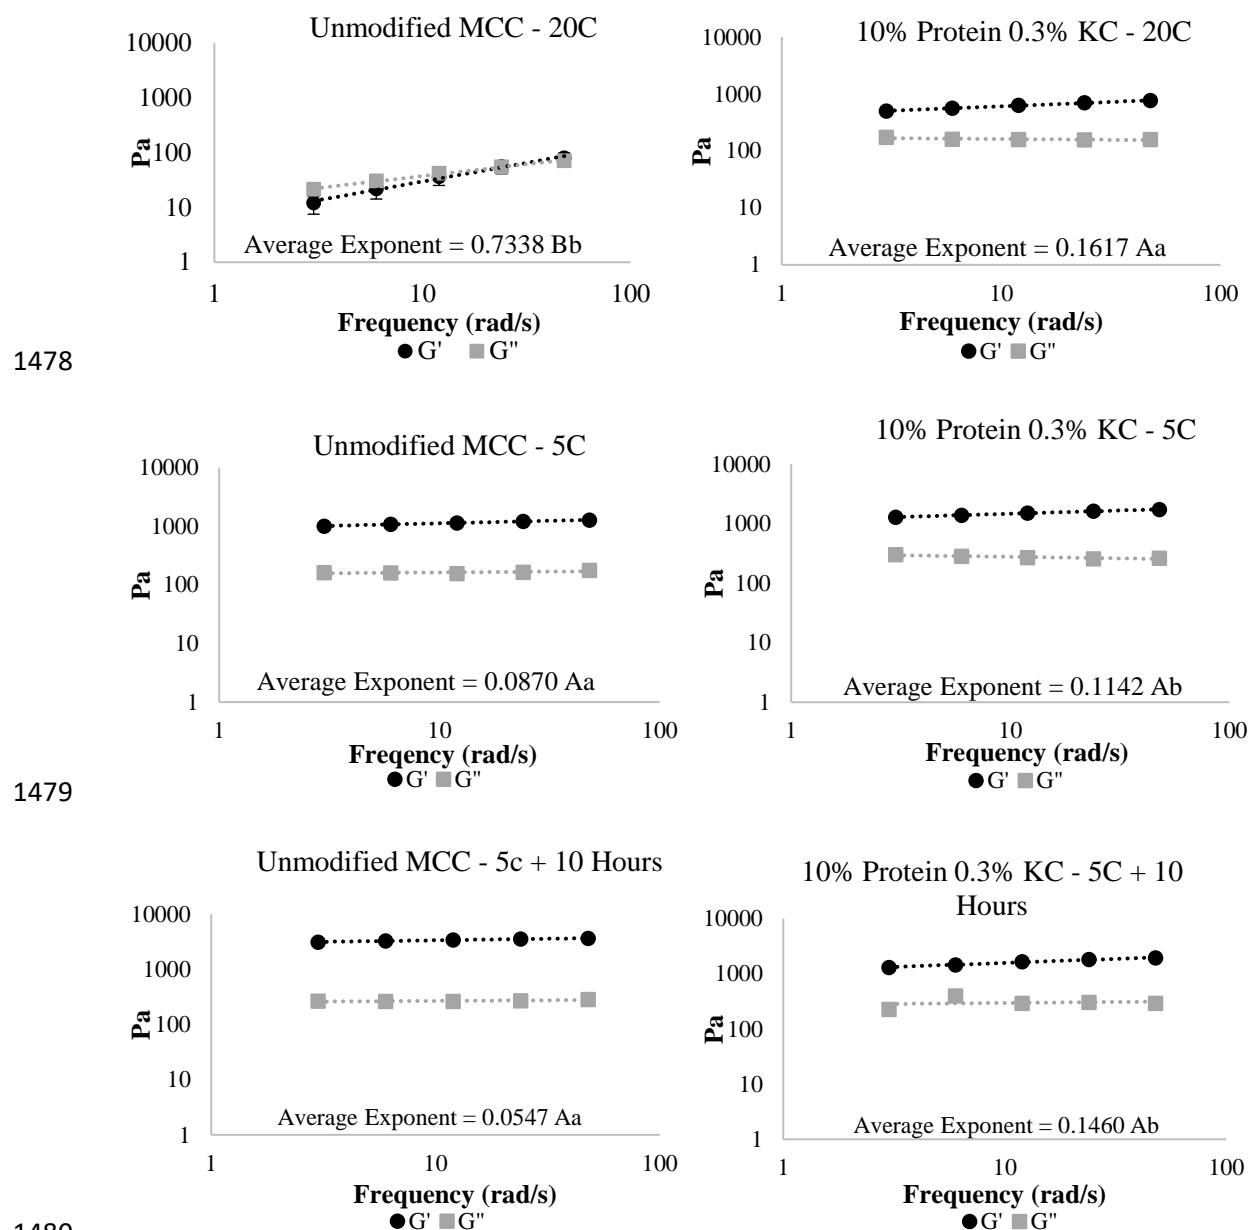 Unmodified MCC - 20C
10000
1000
100
10
1
Pa
Average Exponent = 0.7338 Bb
1 10 100
Frequency (rad/s)
G' G"
10% Protein 0.3% KC - 20C
10000
1000
100
10
1
Pa
Average Exponent = 0.1617 Aa
1 10 100
Frequency (rad/s)
G' G"
1478
Unmodified MCC - 5C
10000
1000
100
10
1
Pa
Average Exponent = 0.0870 Aa
1 10 100
Freqency (rad/s)
G' G"
10% Protein 0.3% KC - 5C
10000
1000
100
10
1
Pa
Average Exponent = 0.1142 Ab
1 10 100
Frequency (rad/s)
G' G"
1479
Unmodified MCC - 5c + 10 Hours
10000
1000
100
10
1
Pa
Average Exponent = 0.0547 Aa
1 10 100
Frequency (rad/s)
G' G"
10% Protein 0.3% KC - 5C + 10
Hours
10000
1000
100
10
1
Pa
Average Exponent = 0.1460 Ab
1 10 100
Frequency (rad/s)
G' G"